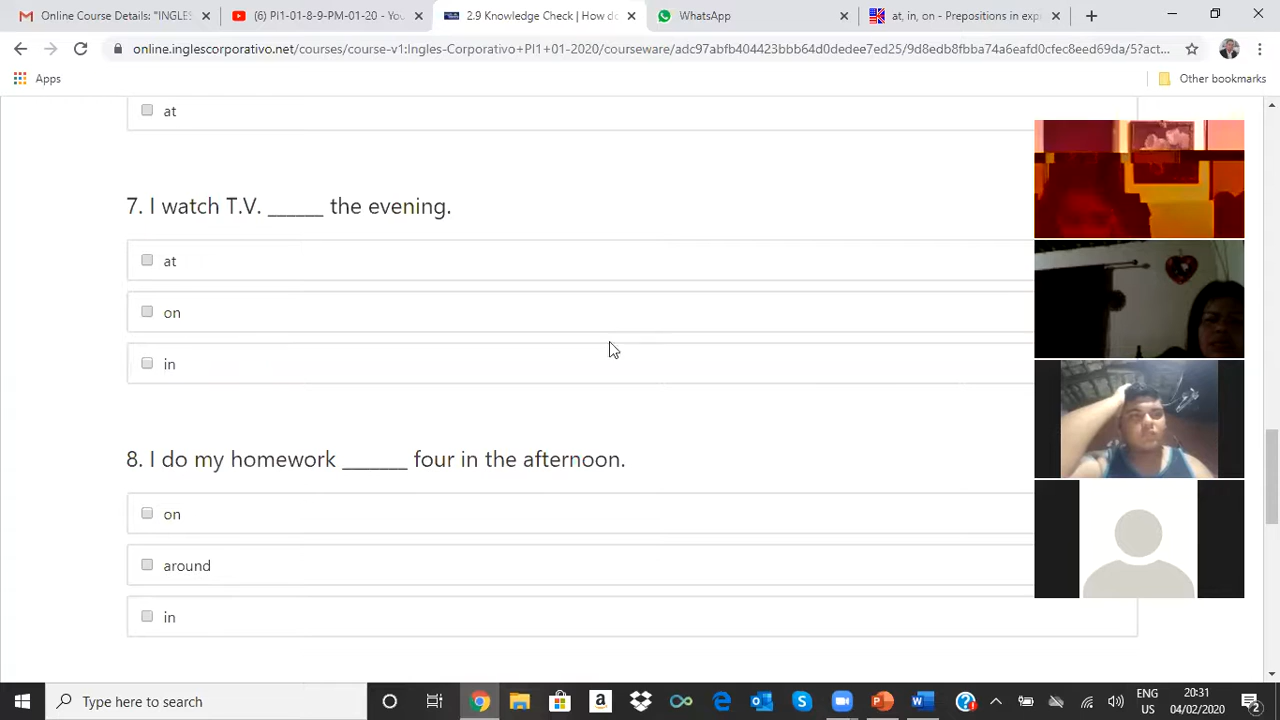 Online Course Details: "INGLES
(6) PI1-01-8-9-PM-01-20 - Yo
2.9 Knowledge Check | How do
WhatsApp
at, in, on - Prepositions in exp
online.inglescorporativo.net/courses/course-v1:Ingles-Corporativo+PI1+01-2020/courseware/adc97abfb404423bbb64d0dedee7ed25/9d8edb8fbba74a6eafd0cfec8eed69da/5?act...
Apps
Other bookmarks
at
7. I watch T.V. ______ the evening.
at
on
in
8. I do my homework _______ four in the afternoon.
on
around
in
Type here to search
ENG
US
20:31
04/02/2020
2